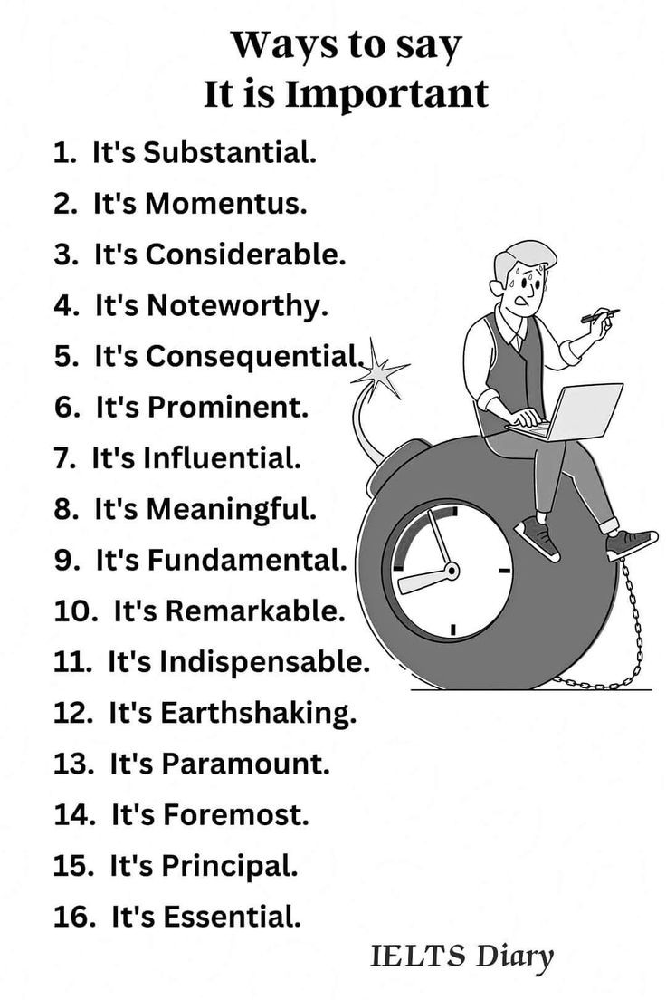 Ways to say
It is Important
1. It's Substantial.
2. It's Momentus.
3. It's Considerable.
4. It's Noteworthy.
5. It's Consequential.
6. It's Prominent.
7. It's Influential.
8. It's Meaningful.
9. It's Fundamental.
10. It's Remarkable.
11. It's Indispensable.
12. It's Earthshaking.
13. It's Paramount.
14. It's Foremost.
15. It's Principal.
16. It's Essential.
IELTS Diary